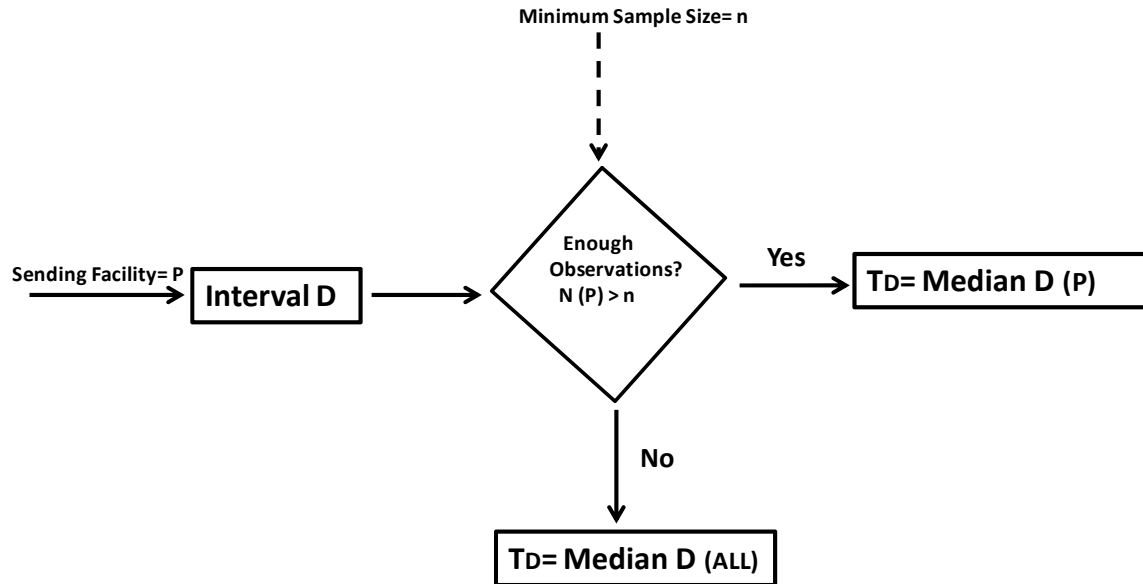 Minimum Sample Size= n
Enough
Observations?
N (P) > n
Sending Facility= P
Interval D
Yes
TD= Median D (P)
No
TD= Median D (ALL)